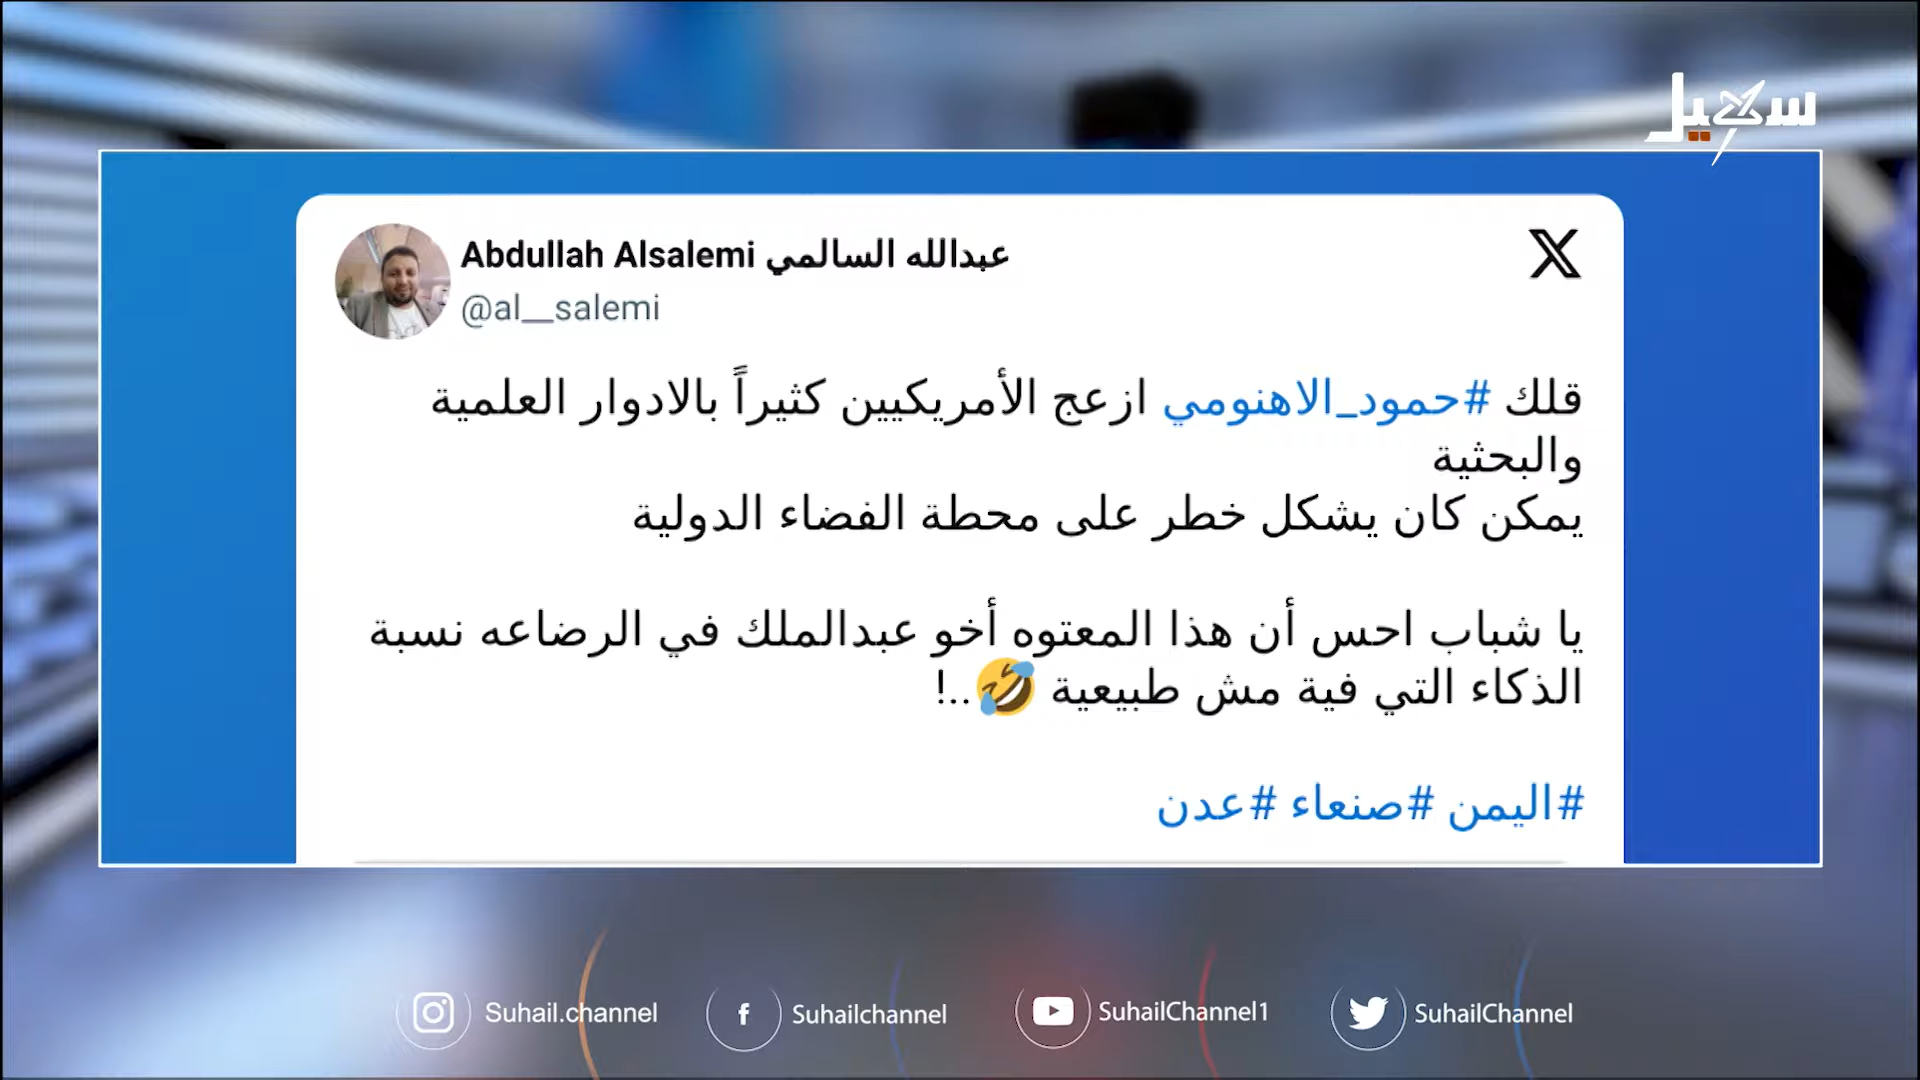 سهيل
Abdullah Alsalemi عبدالله السالمي
@al__salemi
قلك #حمود_الاهنومي ازعج الأمريكيين كثيراً بالادوار العلمية
والبحثية
يمكن كان يشكل خطر على محطة الفضاء الدولية
يا شباب احس أن هذا المعتوه أخو عبدالملك في الرضاعه نسبة
الذكاء التي فية مش طبيعية 🤣..!
#اليمن #صنعاء #عدن
Suhail.channel
Suhailchannel
SuhailChannel1
SuhailChannel